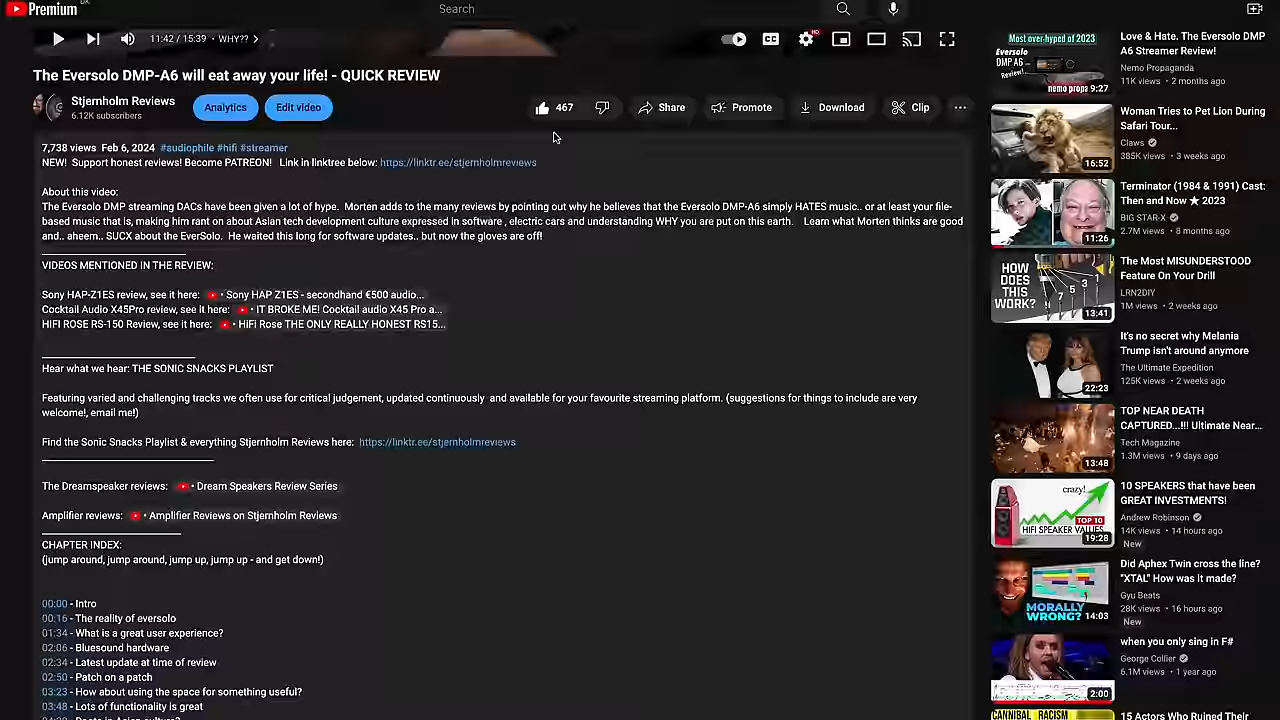 Premium
Search
11:42 / 15:39 • WHY??
The Eversolo DMP-A6 will eat away your life! - QUICK REVIEW
Stjernholm Reviews
6.12K subscribers
Analytics
Edit video
467
Share
Promote
Download
Clip
7,738 views Feb 6, 2024 #audiophile #hifi #streamer
NEW! Support honest reviews! Become PATREON! Link in linktree below: https://linktr.ee/stjernholmreviews
About this video:
The Eversolo DMP streaming DACs have been given a lot of hype. Morten adds to the many reviews by pointing out why he believes that the Eversolo DMP-A6 simply HATES music.. or at least your file-
based music that is, making him rant on about Asian technology culture expressed in software , electric cars and understanding WHY you are put on this earth. Learn what Morten thinks are good
and.. aheem.. SUCX about the EverSolo. He waited this long for software updates.. but now the gloves are off!
VIDEOS MENTIONED IN THE REVIEW:
Sony HAP-Z1ES review, see it here: • Sony HAP Z1ES - secondhand €500 audio...
Cocktail Audio X45Pro review, see it here: • IT BROKE ME! Cocktail audio X45 Pro a...
HIFI ROSE RS-150 Review, see it here: • HiFi Rose THE ONLY REALLY HONEST RS15...
Hear what we hear: THE SONIC SNACKS PLAYLIST
Featuring varied and challenging tracks we often use for critical judgement, updated continuously and available for your favourite streaming platform. (suggestions for things to include are very
welcome!, email me!)
Find the Sonic Snacks Playlist & everything Stjernholm Reviews here: https://linktr.ee/stjernholmreviews
The Dreamspeaker reviews: • Dream Speakers Review Series
Amplifier reviews: • Amplifier Reviews on Stjernholm Reviews
CHAPTER INDEX:
(jump around, jump around, jump up, jump up - and get down!)
00:00 - Intro
00:16 - The reality of eversolo
01:34 - What is a great user experience?
02:06 - Bluesound hardware
02:34 - Latest update at time of review
02:50 - Patch on a patch
03:23 - How about using the space for something useful?
03:48 - Lots of functionality is great
Most over-hyped of 2023
Eversolo
DMP A6
Review!
nemo propa 9:27
Love & Hate. The Eversolo DMP
A6 Streamer Review!
Nemo Propaganda
11K views • 2 months ago
16:52
Woman Tries to Pet Lion During
Safari Tour...
Claws
385K views • 3 weeks ago
11:26
Terminator (1984 & 1991) Cast:
Then and Now ★ 2023
BIG STAR-X
2.7M views • 8 months ago
HOW
DOES
THIS
WORK?
7 5 3 1
13:41
The Most MISUNDERSTOOD
Feature On Your Drill
LRN2DIY
1M views • 2 weeks ago
22:23
It's no secret why Melania
Trump isn't around anymore
The Ultimate Expedition
125K views • 2 weeks ago
13:48
TOP NEAR DEATH
CAPTURED...!!! Ultimate Near...
Tech Magazine
1.3M views • 9 days ago
crazy!
TOP 10
HIFI SPEAKER VALUES
19:28
10 SPEAKERS that have been
GREAT INVESTMENTS!
Andrew Robinson
14K views • 14 hours ago
New
MORALLY
WRONG?
14:03
Did Aphex Twin cross the line?
"XTAL" How was it made?
Gyu Beats
28K views • 16 hours ago
New
2:00
when you only sing in F#
George Collier
6.1M views • 1 year ago
CANNIBAL RACISM
15 Actors Who Ruined Their